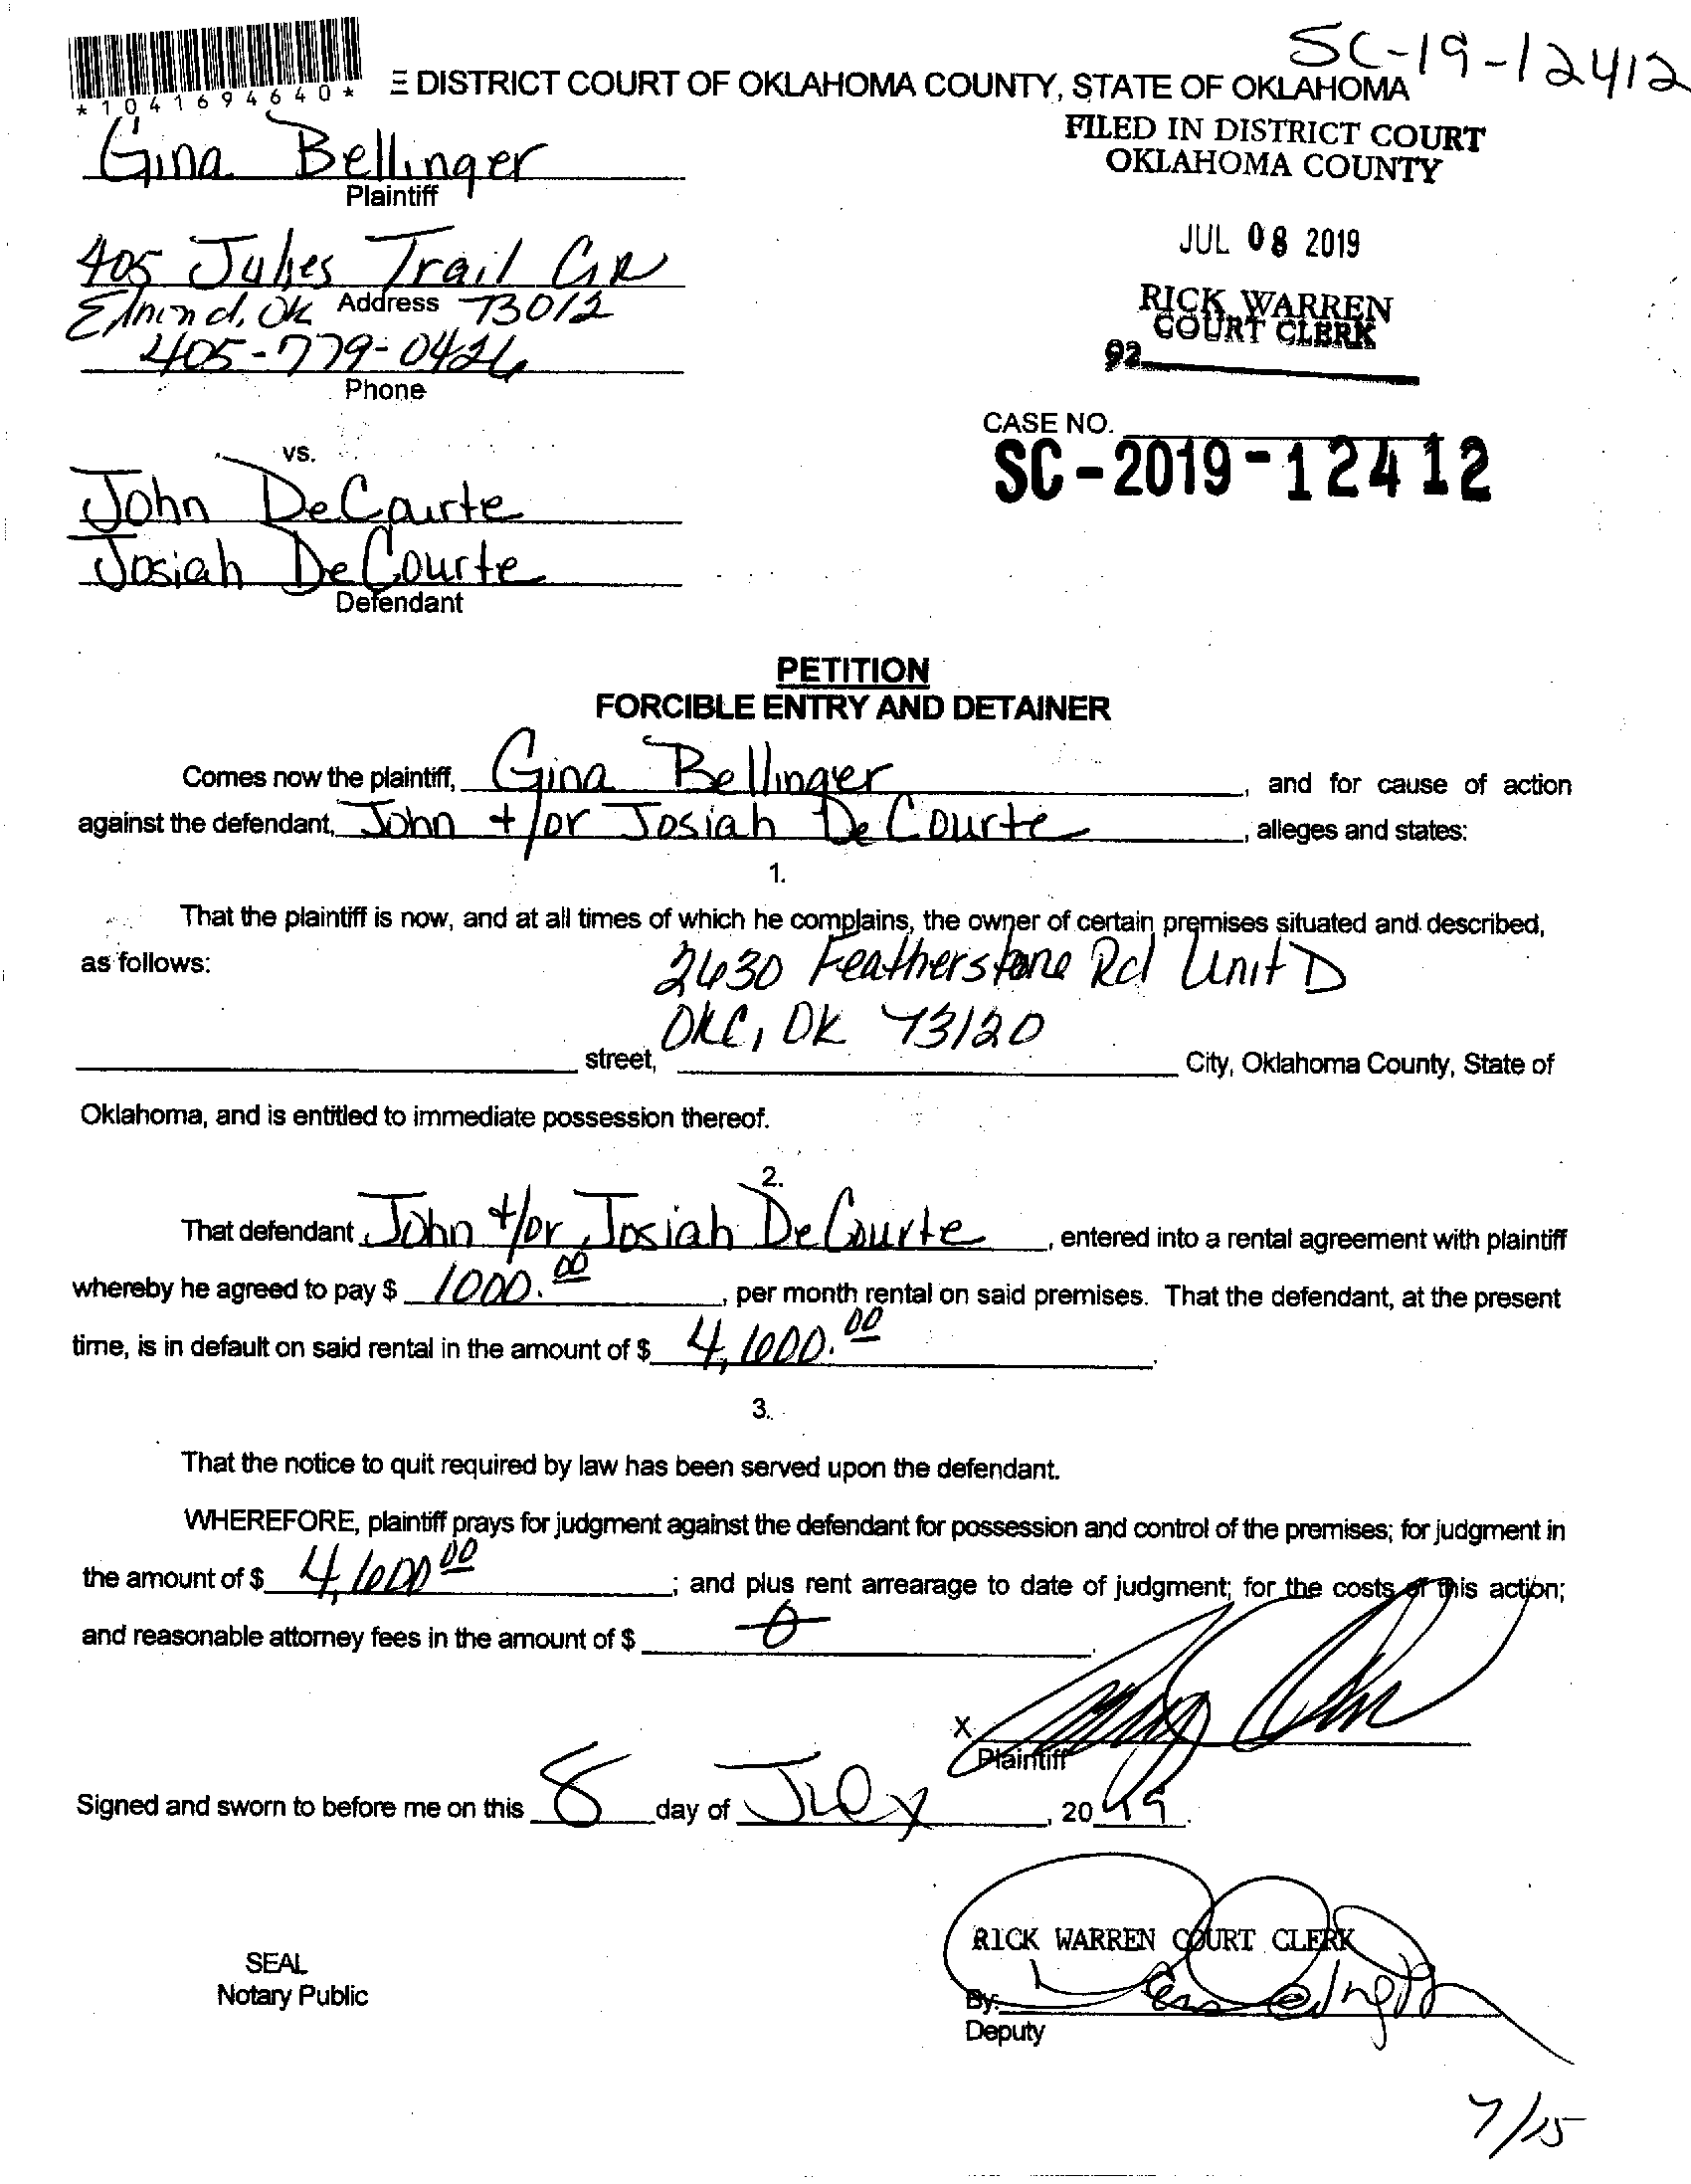 SC-19-12412
*1041694640*
E DISTRICT COURT OF OKLAHOMA COUNTY, STATE OF OKLAHOMA
FILED IN DISTRICT COURT
OKLAHOMA COUNTY
Gina Bellinger
Plaintiff
JUL 08 2019
405 Julies Trail Cir
Edmond, OK Address 73012
RICK WARREN
COURT CLERK
92
405-779-0426
Phone
CASE NO.
SC-2019-12412
vs.
John DeCourte
Josiah DeCourte
Defendant
PETITION
FORCIBLE ENTRY AND DETAINER
Comes now the plaintiff, Gina Bellinger, and for cause of action
against the defendant, John +/or Josiah DeCourte, alleges and states:
1.
That the plaintiff is now, and at all times of which he complains, the owner of certain premises situated and described,
as follows: 2630 Featherstone Rd Unit D
OKC, OK 73120
street, City, Oklahoma County, State of
Oklahoma, and is entitled to immediate possession thereof.
2.
That defendant John +/or Josiah DeCourte, entered into a rental agreement with plaintiff
whereby he agreed to pay $ 1000.00, per month rental on said premises. That the defendant, at the present
time, is in default on said rental in the amount of $ 4,600.00.
3.
That the notice to quit required by law has been served upon the defendant.
WHEREFORE, plaintiff prays for judgment against the defendant for possession and control of the premises; for judgment in
the amount of $ 4,600 00; and plus rent arrearage to date of judgment; for the costs of this action;
and reasonable attorney fees in the amount of $ 0.
X
Plaintiff
Signed and sworn to before me on this 8 day of July, 2019.
RICK WARREN COURT CLERK
SEAL
Notary Public
By:
Deputy
7/15